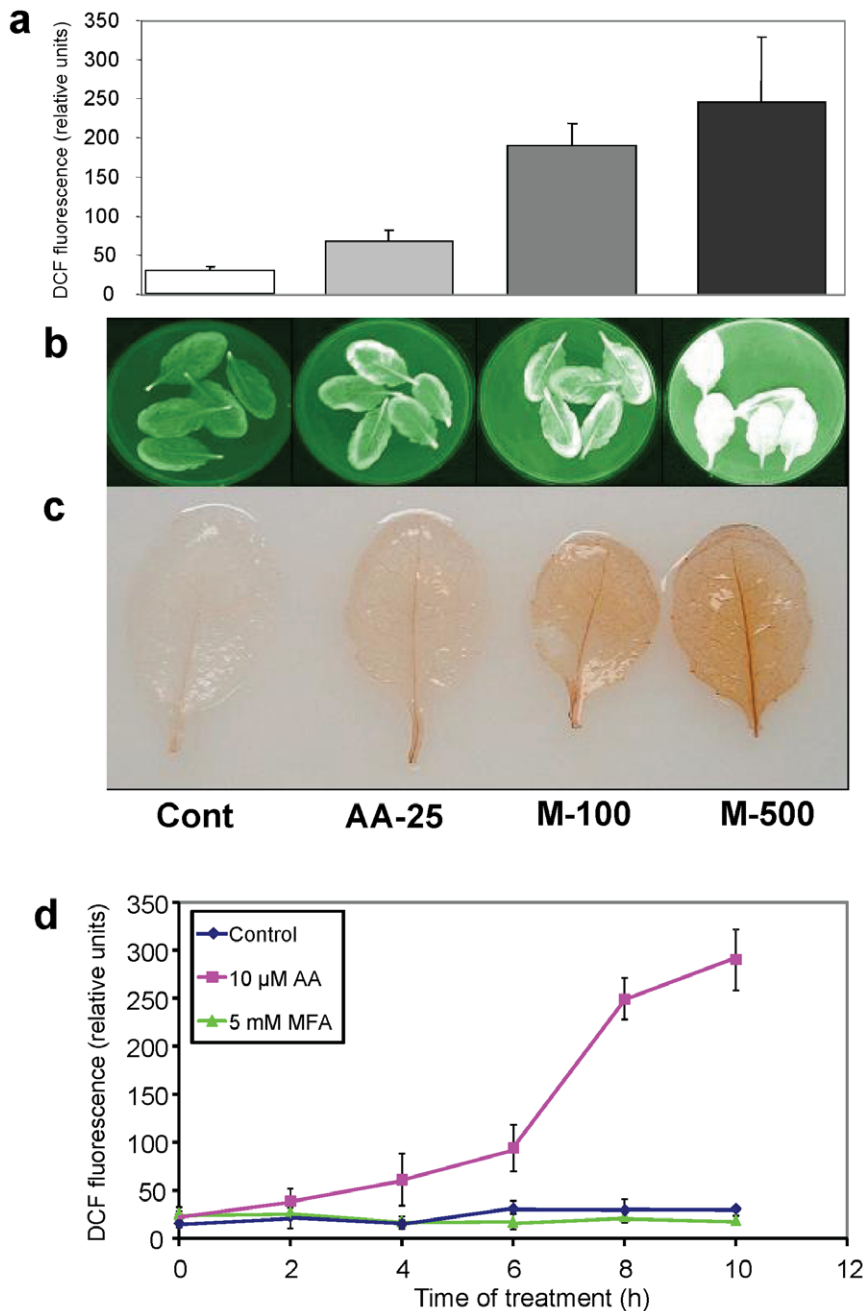 a
DCF fluorescence (relative units)
350
300
250
200
150
100
50
0
b
c
Cont AA-25 M-100 M-500
d
DCF fluorescence (relative units)
350
300
250
200
150
100
50
0
Control
10 µM AA
5 mM MFA
0 2 4 6 8 10 12
Time of treatment (h)